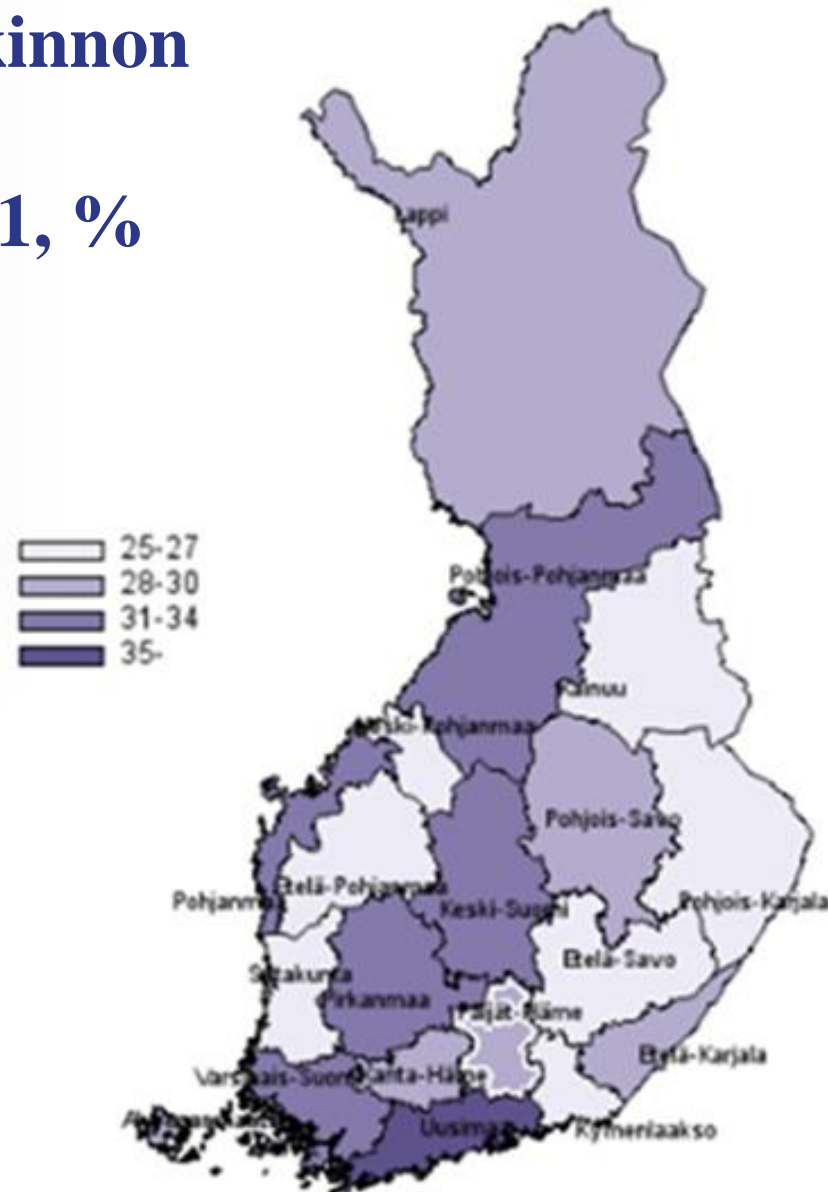 kinnon
1, %
Lappi
25-27
28-30
31-34
35-
Pohjois-Pohjanmaa
Kainuu
Keski-Pohjanmaa
Pohjois-Savo
Etelä-Pohjanmaa
Pohjanmaa
Keski-Suomi
Pohjois-Karjala
Etelä-Savo
Satakunta
Pirkanmaa
Päijät-Häme
Etelä-Karjala
Varsinais-Suomi
Kanta-Häme
Uusimaa
Kymenlaakso